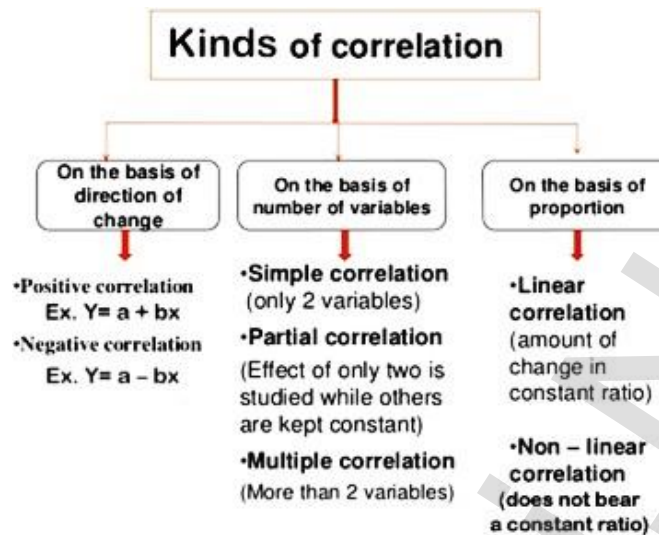 Kinds of correlation
On the basis of
direction of
change
•Positive correlation
Ex. Y= a + bx
•Negative correlation
Ex. Y= a – bx
On the basis of
number of variables
•Simple correlation
(only 2 variables)
•Partial correlation
(Effect of only two is
studied while others
are kept constant)
•Multiple correlation
(More than 2 variables)
On the basis of
proportion
•Linear
correlation
(amount of
change in
constant ratio)
•Non – linear
correlation
(does not bear
a constant ratio)